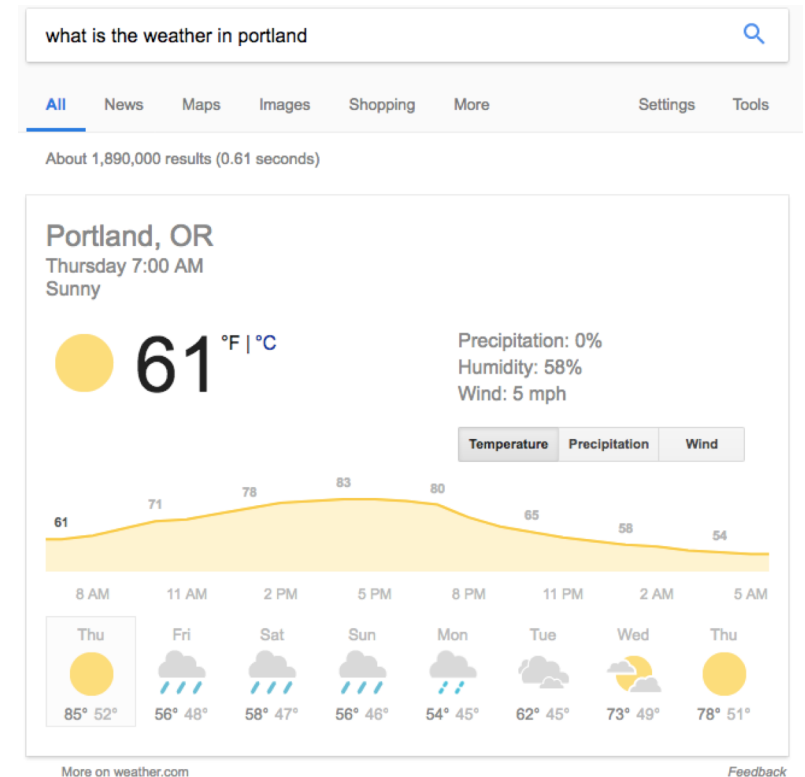 what is the weather in portland
All News Maps Images Shopping More Settings Tools
About 1,890,000 results (0.61 seconds)
Portland, OR
Thursday 7:00 AM
Sunny
61 °F | °C
Precipitation: 0%
Humidity: 58%
Wind: 5 mph
Temperature Precipitation Wind
61 71 78 83 80 65 58 54
8 AM 11 AM 2 PM 5 PM 8 PM 11 PM 2 AM 5 AM
Thu Fri Sat Sun Mon Tue Wed Thu
85° 52° 56° 48° 58° 47° 56° 46° 54° 45° 62° 45° 73° 49° 78° 51°
More on weather.com Feedback